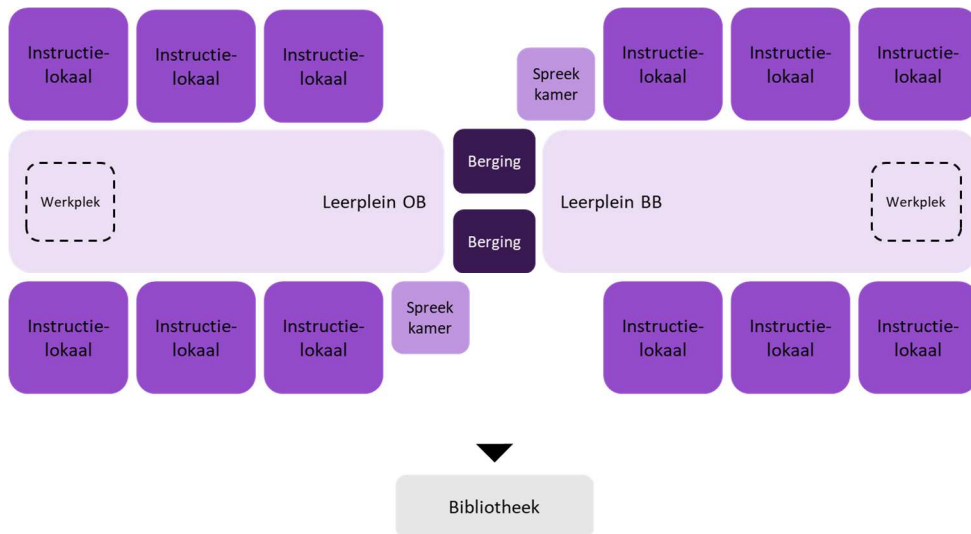 Instructie-
lokaal
Instructie-
lokaal
Instructie-
lokaal
Spreek
kamer
Instructie-
lokaal
Instructie-
lokaal
Instructie-
lokaal
Werkplek
Leerplein OB
Berging
Berging
Leerplein BB
Werkplek
Instructie-
lokaal
Instructie-
lokaal
Instructie-
lokaal
Spreek
kamer
Instructie-
lokaal
Instructie-
lokaal
Instructie-
lokaal
Bibliotheek